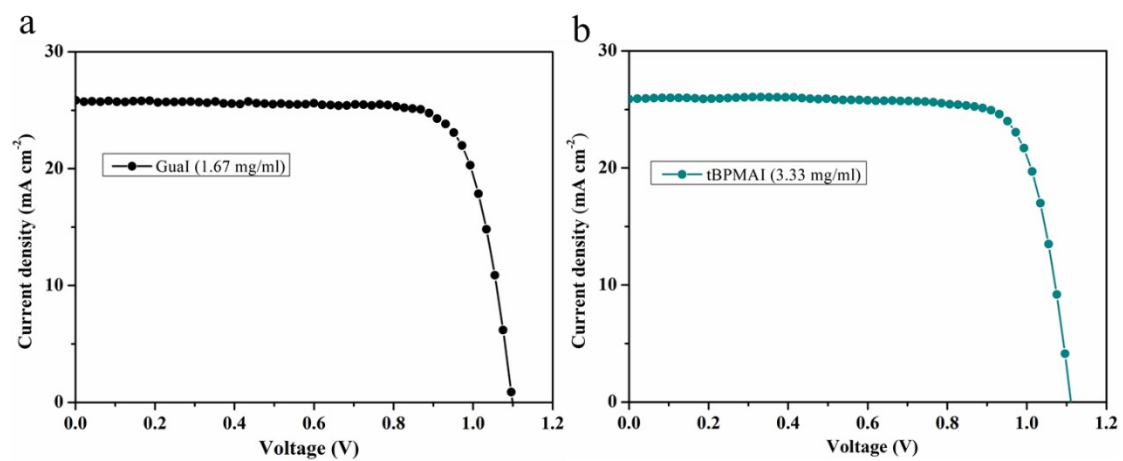 a
30
20
10
0
Current density (mA cm-2)
GuaI (1.67 mg/ml)
0.0 0.2 0.4 0.6 0.8 1.0 1.2
Voltage (V)
b
30
20
10
0
Current density (mA cm-2)
tBPMAI (3.33 mg/ml)
0.0 0.2 0.4 0.6 0.8 1.0 1.2
Voltage (V)